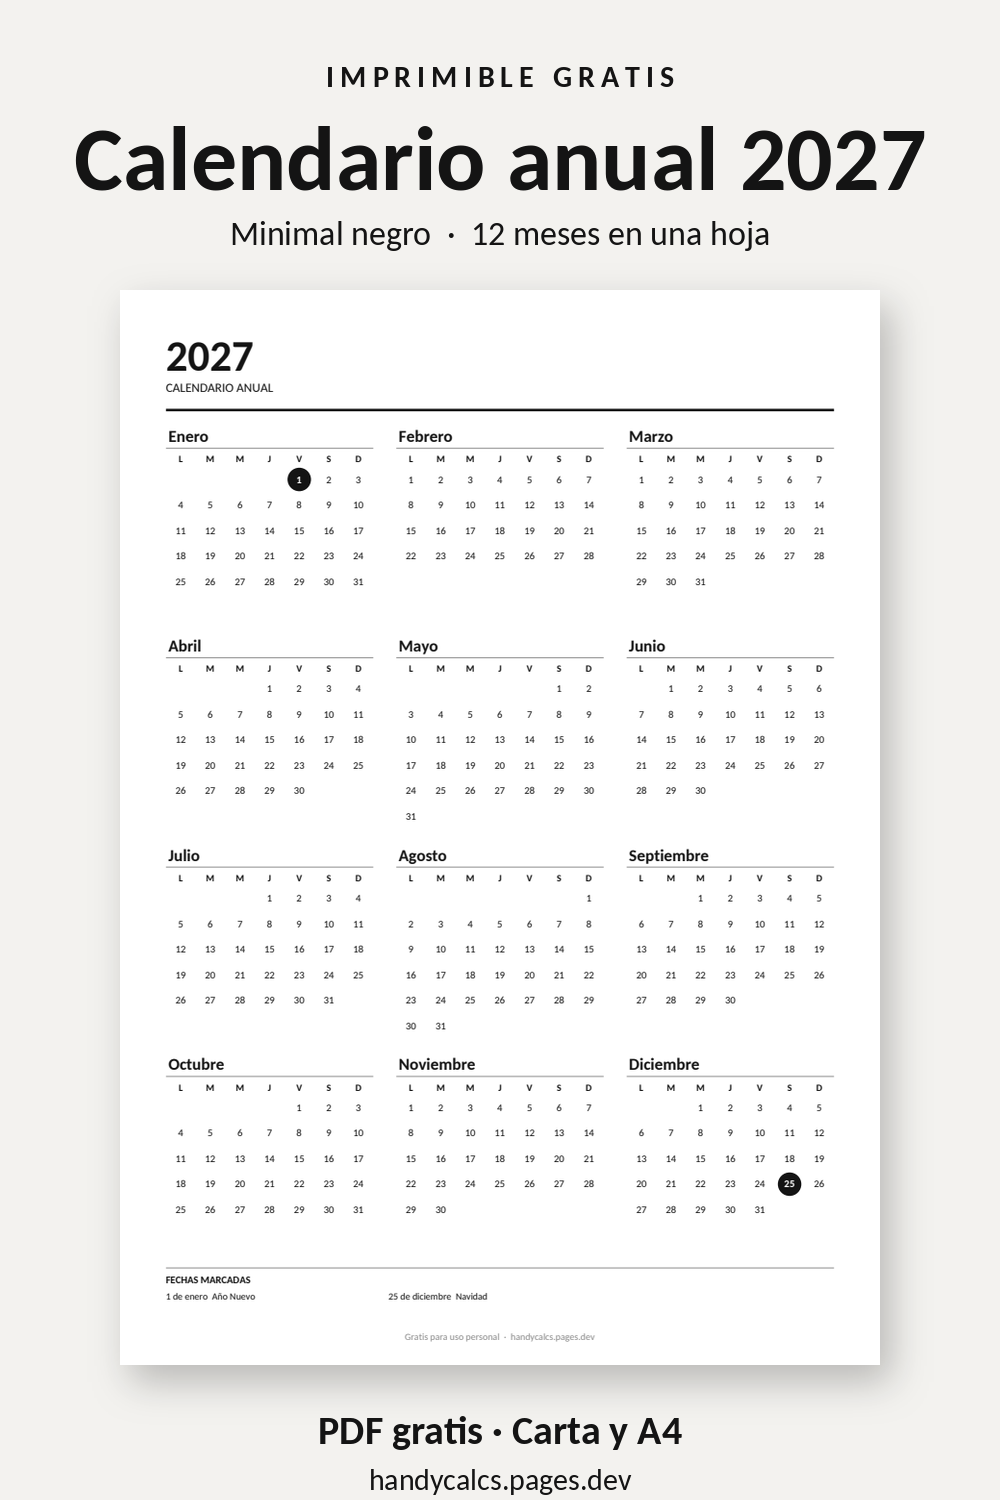 IMPRIMIBLE GRATIS
Calendario anual 2027
Minimal negro · 12 meses en una hoja
2027
CALENDARIO ANUAL
Enero
L M M J V S D
1 2 3
4 5 6 7 8 9 10
11 12 13 14 15 16 17
18 19 20 21 22 23 24
25 26 27 28 29 30 31
Febrero
L M M J V S D
1 2 3 4 5 6 7
8 9 10 11 12 13 14
15 16 17 18 19 20 21
22 23 24 25 26 27 28
Marzo
L M M J V S D
1 2 3 4 5 6 7
8 9 10 11 12 13 14
15 16 17 18 19 20 21
22 23 24 25 26 27 28
29 30 31
Abril
L M M J V S D
1 2 3 4
5 6 7 8 9 10 11
12 13 14 15 16 17 18
19 20 21 22 23 24 25
26 27 28 29 30
Mayo
L M M J V S D
1 2
3 4 5 6 7 8 9
10 11 12 13 14 15 16
17 18 19 20 21 22 23
24 25 26 27 28 29 30
31
Junio
L M M J V S D
1 2 3 4 5 6
7 8 9 10 11 12 13
14 15 16 17 18 19 20
21 22 23 24 25 26 27
28 29 30
Julio
L M M J V S D
1 2 3 4
5 6 7 8 9 10 11
12 13 14 15 16 17 18
19 20 21 22 23 24 25
26 27 28 29 30 31
Agosto
L M M J V S D
1
2 3 4 5 6 7 8
9 10 11 12 13 14 15
16 17 18 19 20 21 22
23 24 25 26 27 28 29
30 31
Septiembre
L M M J V S D
1 2 3 4 5
6 7 8 9 10 11 12
13 14 15 16 17 18 19
20 21 22 23 24 25 26
27 28 29 30
Octubre
L M M J V S D
1 2 3
4 5 6 7 8 9 10
11 12 13 14 15 16 17
18 19 20 21 22 23 24
25 26 27 28 29 30 31
Noviembre
L M M J V S D
1 2 3 4 5 6 7
8 9 10 11 12 13 14
15 16 17 18 19 20 21
22 23 24 25 26 27 28
29 30
Diciembre
L M M J V S D
1 2 3 4 5
6 7 8 9 10 11 12
13 14 15 16 17 18 19
20 21 22 23 24 25 26
27 28 29 30 31
FECHAS MARCADAS
1 de enero Año Nuevo
25 de diciembre Navidad
Gratis para uso personal · handycalcs.pages.dev
PDF gratis · Carta y A4
handycalcs.pages.dev